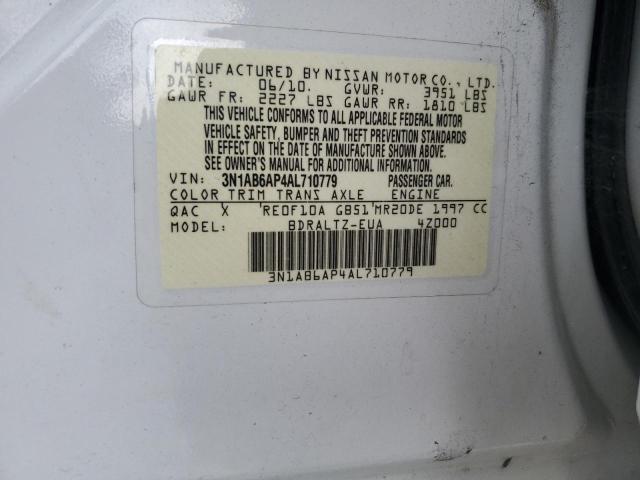 MANUFACTURED BY NISSAN MOTOR CO., LTD.
DATE: 06/10. GVWR: 3951 LBS
GAWR FR: 2227 LBS GAWR RR: 1810 LBS
THIS VEHICLE CONFORMS TO ALL APPLICABLE FEDERAL MOTOR
VEHICLE SAFETY, BUMPER AND THEFT PREVENTION STANDARDS
IN EFFECT ON THE DATE OF MANUFACTURE SHOWN ABOVE.
SEE OWNER'S MANUAL FOR ADDITIONAL INFORMATION.
VIN: 3N1AB6AP4AL710779 PASSENGER CAR.
COLOR TRIM TRANS AXLE ENGINE
QAC X RE0F10A GB51 MR20DE 1997 CC
MODEL: BDRALTZ-EUA 4Z000
3N1AB6AP4AL710779